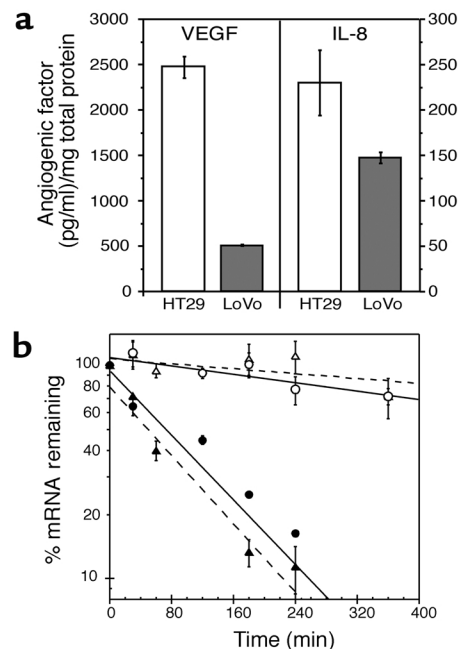 a
VEGF
IL-8
Angiogenic factor
(pg/ml)/mg total protein
3000
2500
2000
1500
1000
500
0
300
250
200
150
100
50
0
HT29
LoVo
HT29
LoVo
b
% mRNA remaining
100
80
60
40
20
10
0
80
160
240
320
400
Time (min)